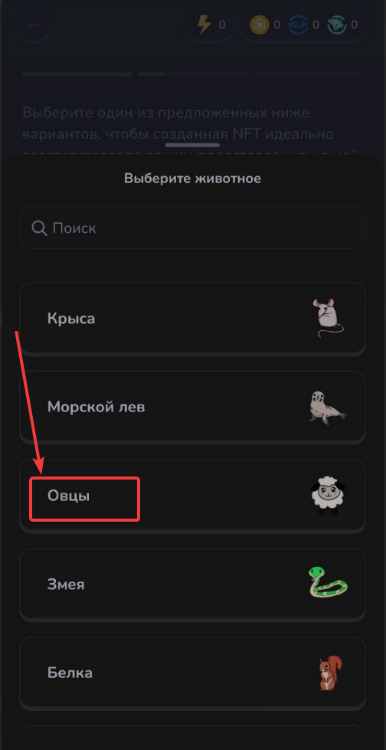 0
0
0
0
Выберите один из предложенных ниже
вариантов, чтобы созданная NFT идеально
Выберите животное
Поиск
Крыса
Морской лев
Овцы
Змея
Белка